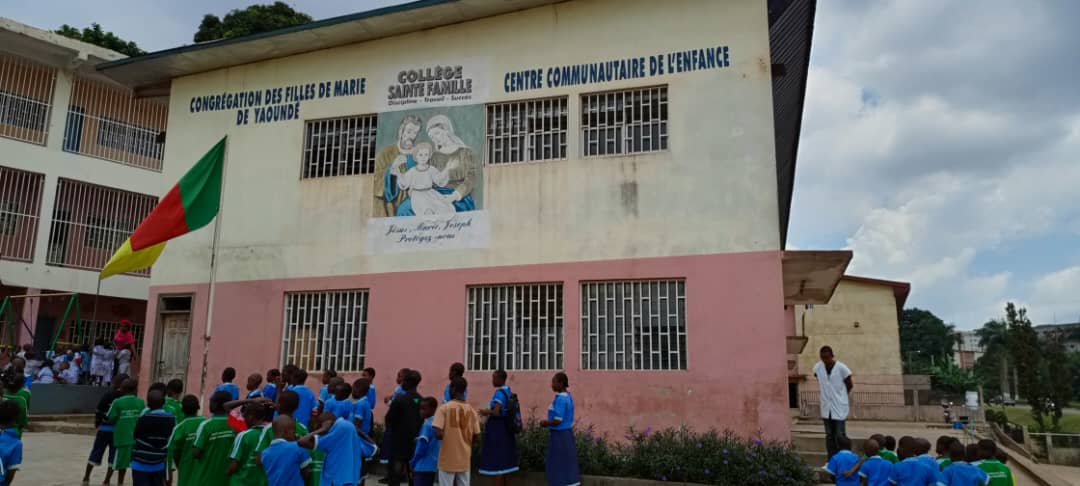 CONGRÉGATION DES FILLES DE MARIE
DE YAOUNDÉ
COLLÈGE
SAINTE FAMILLE
Discipline - Travail - Succès
CENTRE COMMUNAUTAIRE DE L'ENFANCE
Jésus, Marie, Joseph
Protégez-nous